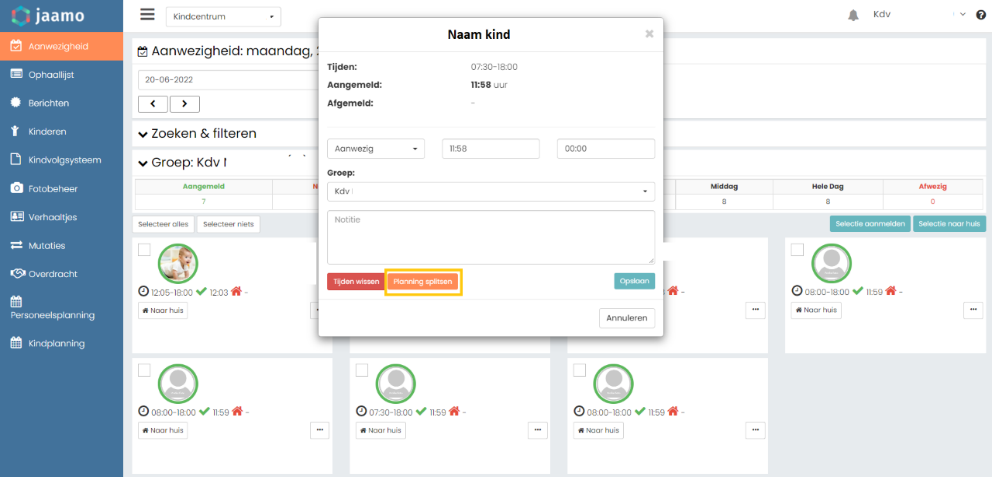 jaamo
Kindcentrum
Kdv
Aanwezigheid
Ophaallijst
Berichten
Kinderen
Kindvolgsysteem
Fotobeheer
Verhaaltjes
Mutaties
Overdracht
Personeelsplanning
Kindplanning
Aanwezigheid: maandag,
20-06-2022
Zoeken & filteren
Groep: Kdv
Aangemeld
7
Middag
8
Hele Dag
8
Afwezig
0
Selecteer alles Selecteer niets
Selectie aanmelden Selectie naar huis
Naam kind ×
Tijden: 07:30-18:00
Aangemeld: 11:58 uur
Afgemeld: -
Aanwezig 11:58 00:00
Groep:
Kdv
Notitie
Tijden wissen Planning splitsen Opslaan
Annuleren
12:05-18:00 12:03 -
Naar huis
08:00-18:00 11:59 -
Naar huis ...
08:00-18:00 11:59 -
Naar huis ...
07:30-18:00 11:59 -
Naar huis ...
08:00-18:00 11:59 -
Naar huis ...